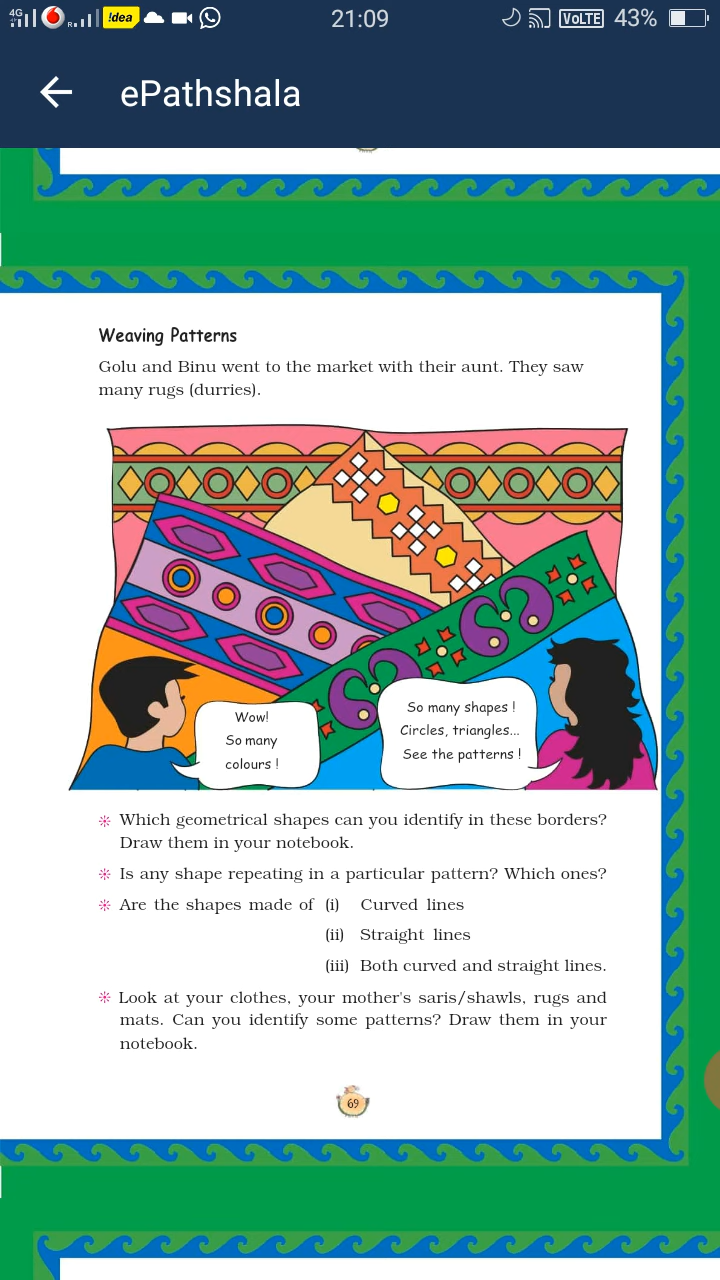 4G R Idea 21:09 VoLTE 43%
ePathshala
Weaving Patterns
Golu and Binu went to the market with their aunt. They saw
many rugs (durries).
Wow!
So many
colours !
So many shapes !
Circles, triangles...
See the patterns !
Which geometrical shapes can you identify in these borders?
Draw them in your notebook.
Is any shape repeating in a particular pattern? Which ones?
Are the shapes made of (i) Curved lines
(ii) Straight lines
(iii) Both curved and straight lines.
Look at your clothes, your mother's saris/shawls, rugs and
mats. Can you identify some patterns? Draw them in your
notebook.
69